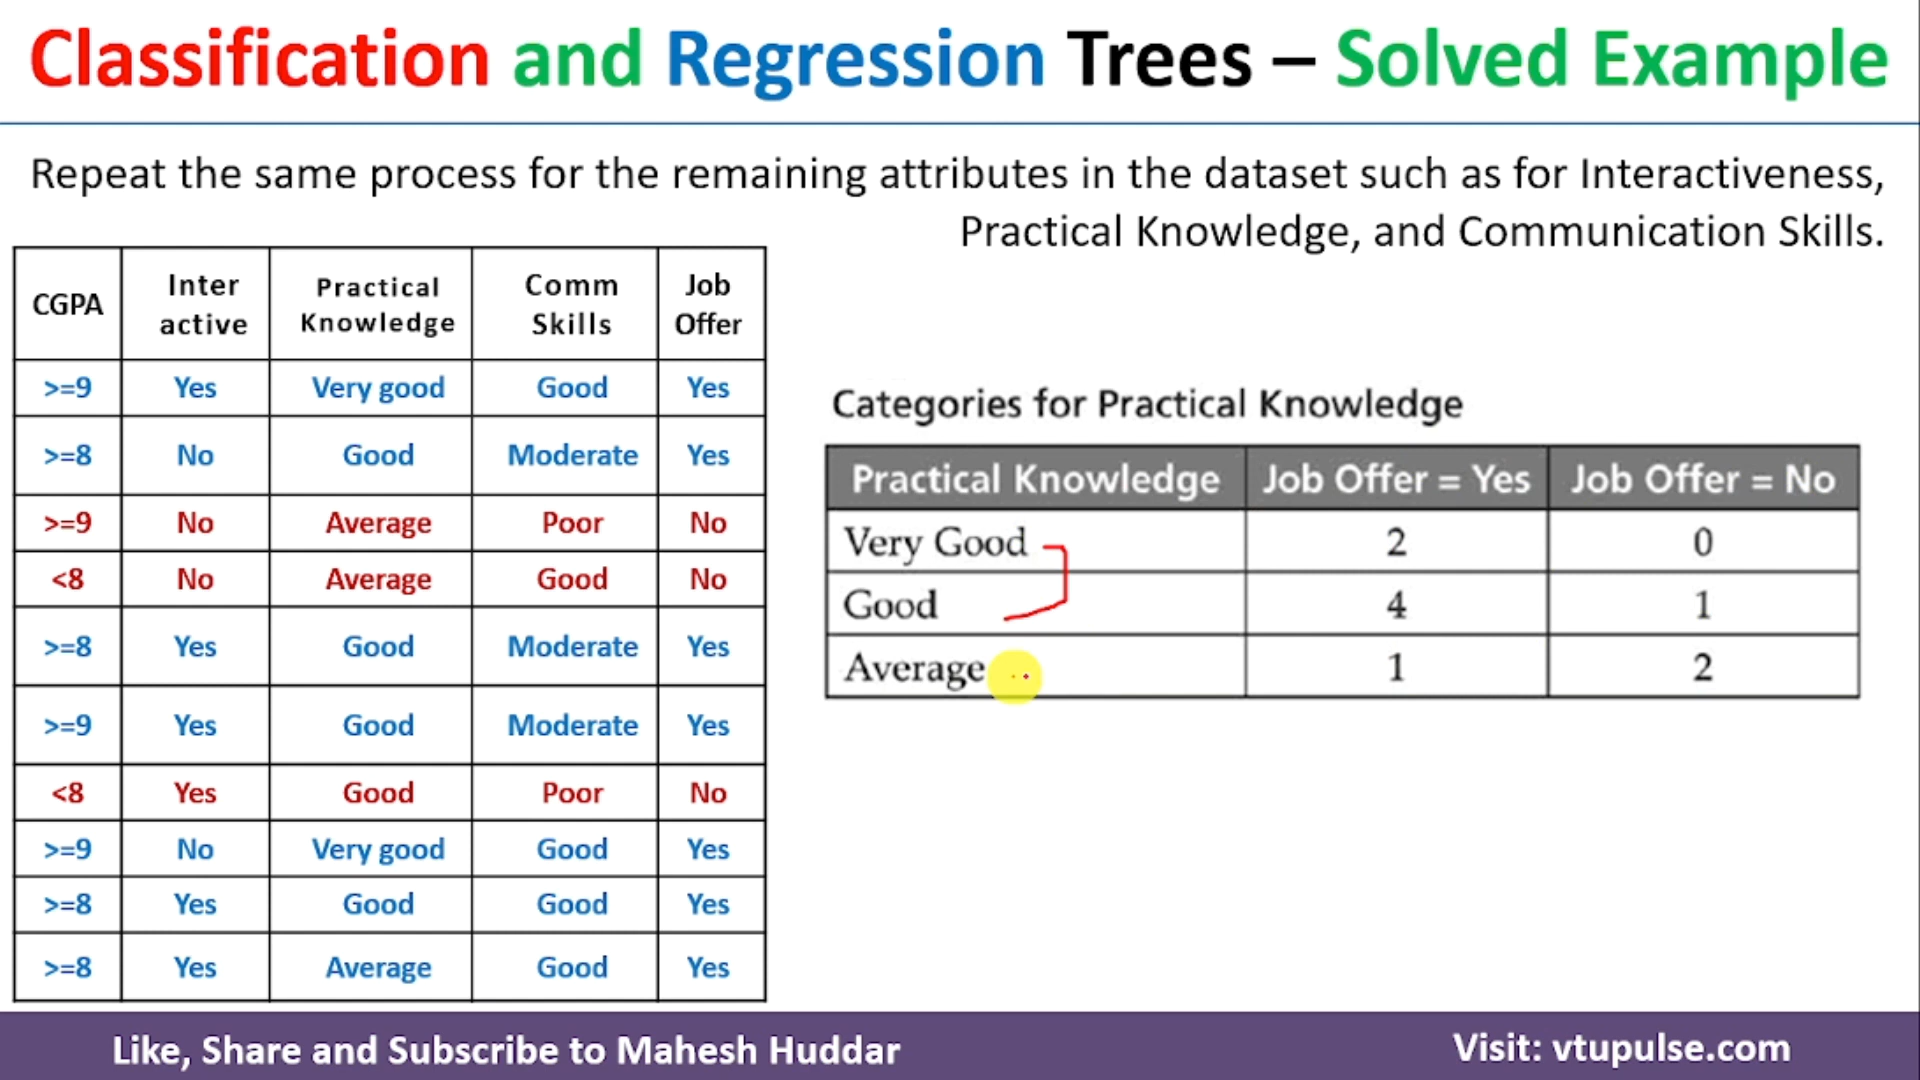 Classification and Regression Trees – Solved Example
Repeat the same process for the remaining attributes in the dataset such as for Interactiveness,
Practical Knowledge, and Communication Skills.
CGPA Inter active Practical Knowledge Comm Skills Job Offer
>=9 Yes Very good Good Yes
>=8 No Good Moderate Yes
>=9 No Average Poor No
<8 No Average Good No
>=8 Yes Good Moderate Yes
>=9 Yes Good Moderate Yes
<8 Yes Good Poor No
>=9 No Very good Good Yes
>=8 Yes Good Good Yes
>=8 Yes Average Good Yes
Categories for Practical Knowledge
Practical Knowledge Job Offer = Yes Job Offer = No
Very Good 2 0
Good 4 1
Average 1 2
Like, Share and Subscribe to Mahesh Huddar
Visit: vtupulse.com